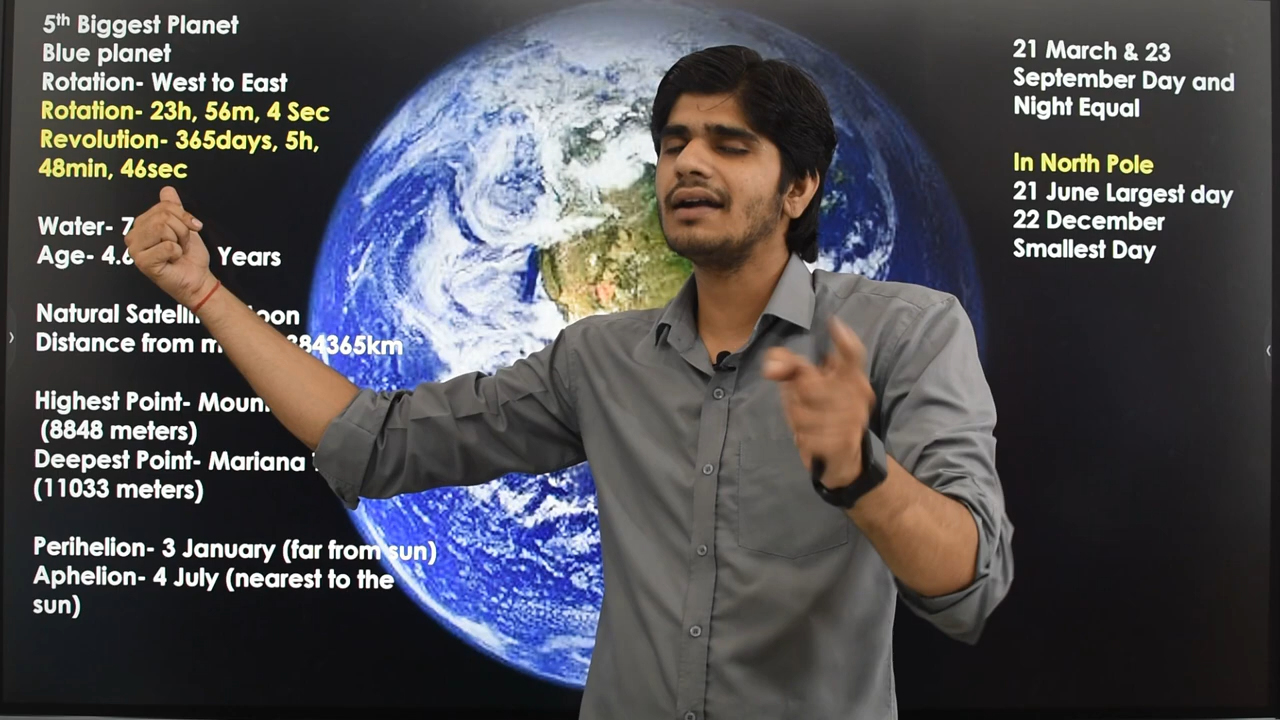 5th Biggest Planet
Blue planet
Rotation- West to East
Rotation- 23h, 56m, 4 Sec
Revolution- 365days, 5h,
48min, 46sec
Water- 7
Age- 4.6 Years
Natural Satelli oon
Distance from m 384365km
Highest Point- Moun
(8848 meters)
Deepest Point- Mariana
(11033 meters)
Perihelion- 3 January (far from sun)
Aphelion- 4 July (nearest to the
sun)
21 March & 23
September Day and
Night Equal
In North Pole
21 June Largest day
22 December
Smallest Day